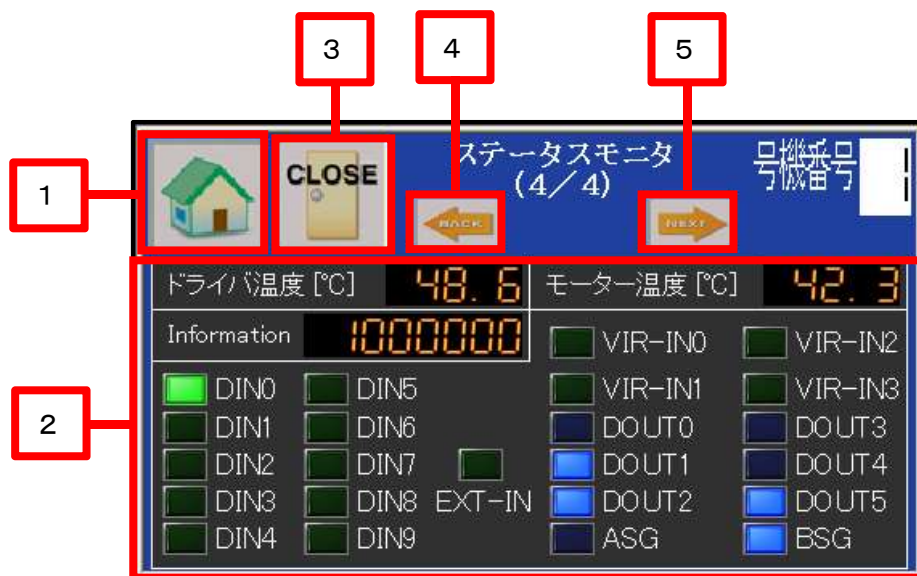 3 4 5
1
CLOSE
ステータスモニタ
(4/4)
号機番号 1
BACK
NEXT
2
ドライバ温度 [℃] 48.6 モーター温度 [℃] 42.3
Information 1000000
VIR-IN0 VIR-IN2
DIN0 DIN5 VIR-IN1 VIR-IN3
DIN1 DIN6 DOUT0 DOUT3
DIN2 DIN7 DOUT1 DOUT4
DIN3 DIN8 EXT-IN DOUT2 DOUT5
DIN4 DIN9 ASG BSG